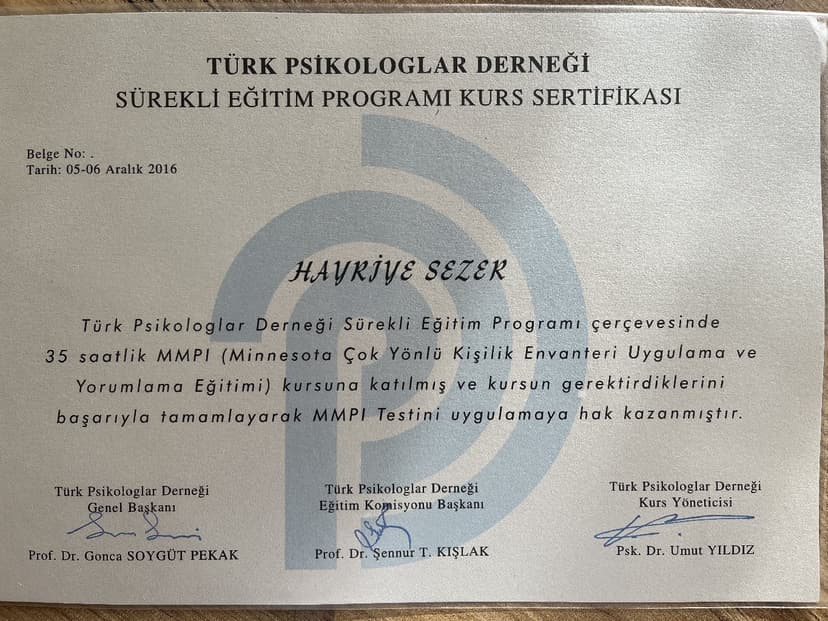 TÜRK PSİKOLOGLAR DERNEĞİ
SÜREKLİ EĞİTİM PROGRAMI KURS SERTİFİKASI
Belge No: .
Tarih: 05-06 Aralık 2016
HAYRİYE SEZER
Türk Psikologlar Derneği Sürekli Eğitim Programı çerçevesinde
35 saatlik MMPI (Minnesota Çok Yönlü Kişilik Envanteri Uygulama ve
Yorumlama Eğitimi) kursuna katılmış ve kursun gerektirdiklerini
başarıyla tamamlayarak MMPI Testini uygulamaya hak kazanmıştır.
Türk Psikologlar Derneği
Genel Başkanı
Prof. Dr. Gonca SOYGÜT PEKAK
Türk Psikologlar Derneği
Eğitim Komisyonu Başkanı
Prof. Dr. Şennur T. KIŞLAK
Türk Psikologlar Derneği
Kurs Yöneticisi
Psk. Dr. Umut YILDIZ